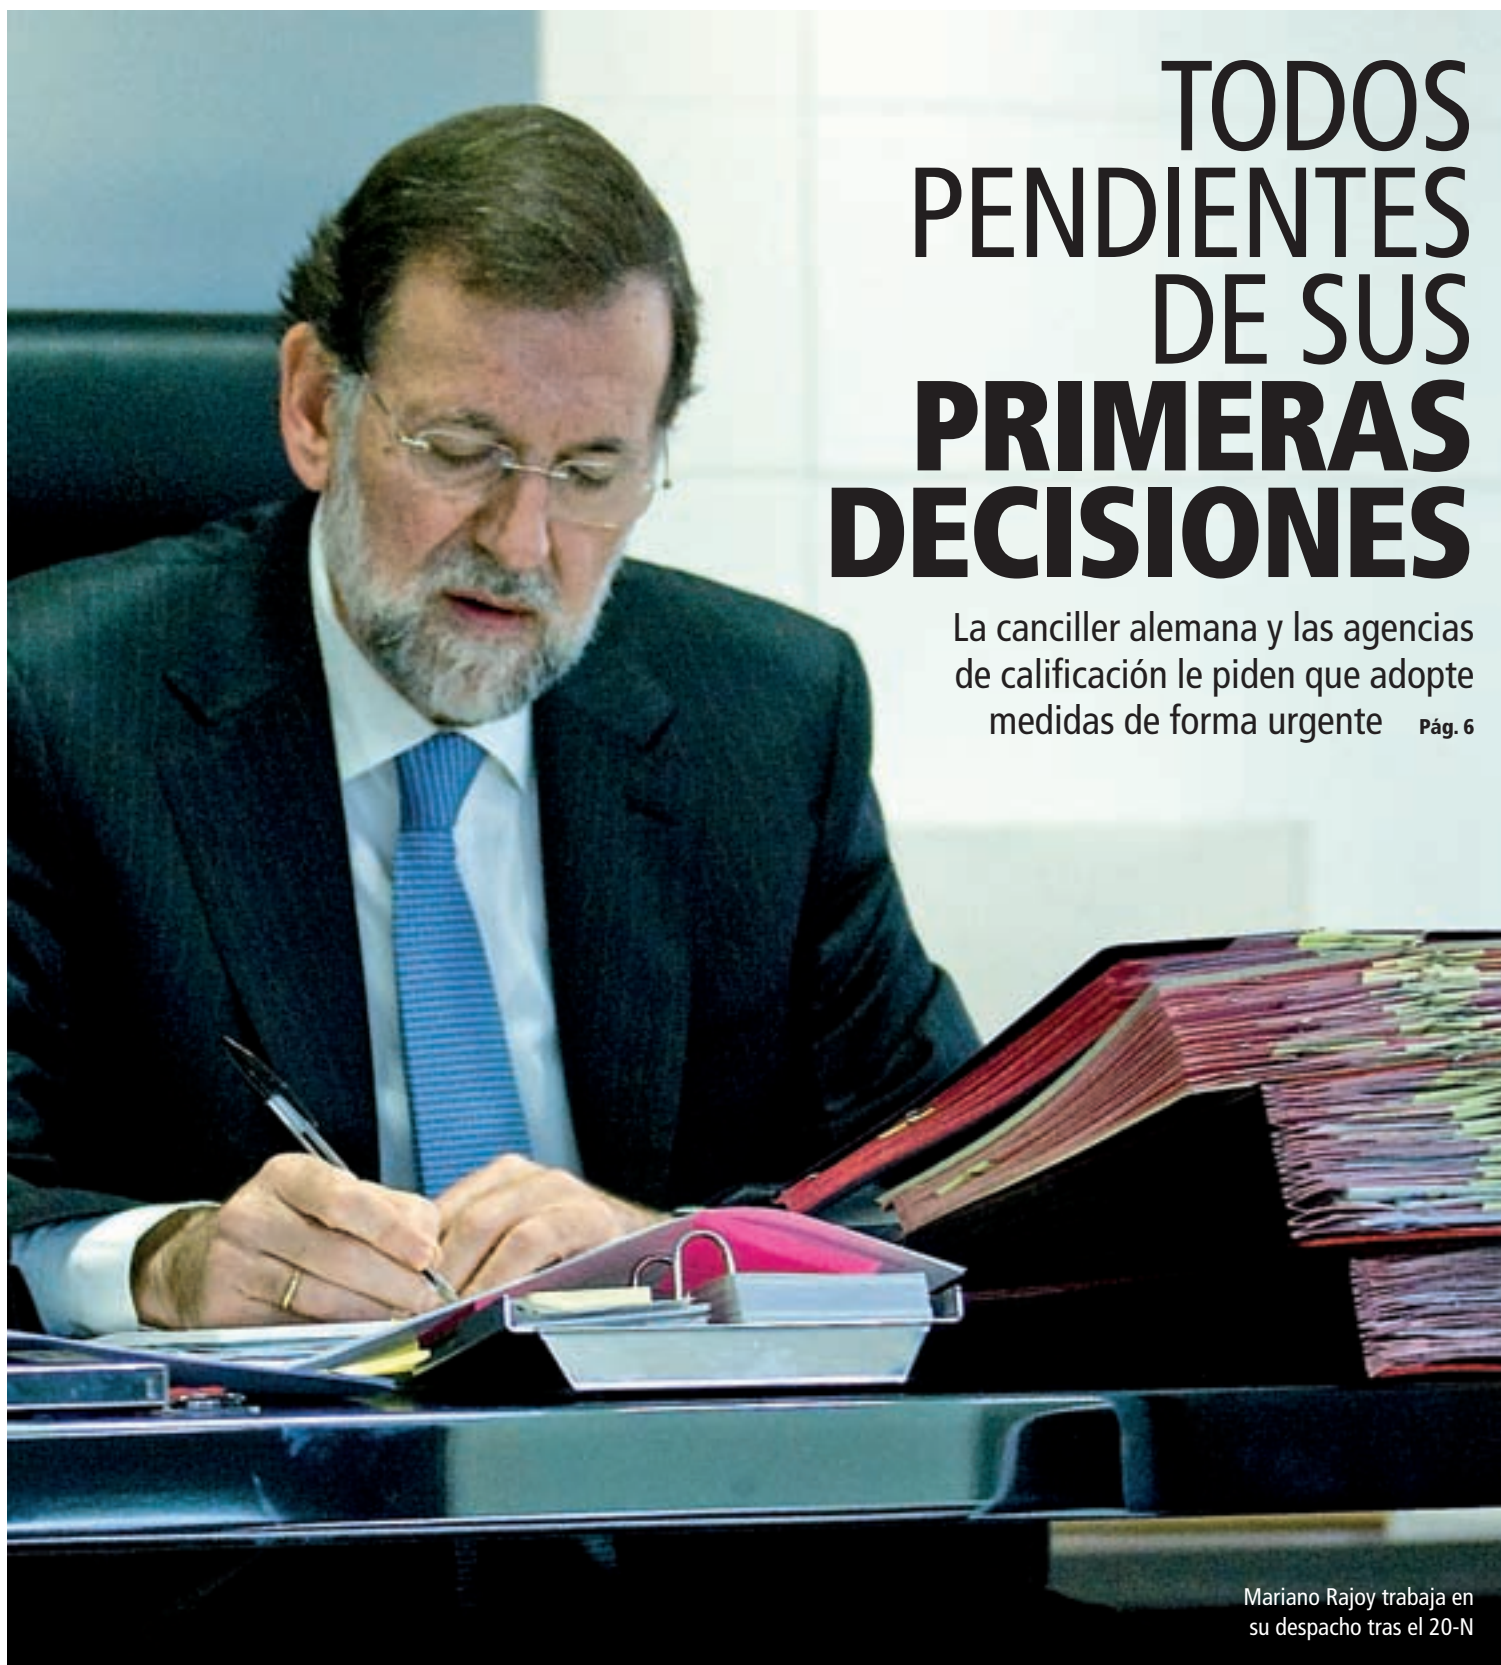 TODOS
PENDIENTES
DE SUS
PRIMERAS
DECISIONES
La canciller alemana y las agencias
de calificación le piden que adopte
medidas de forma urgente Pág. 6
Mariano Rajoy trabaja en
su despacho tras el 20-N